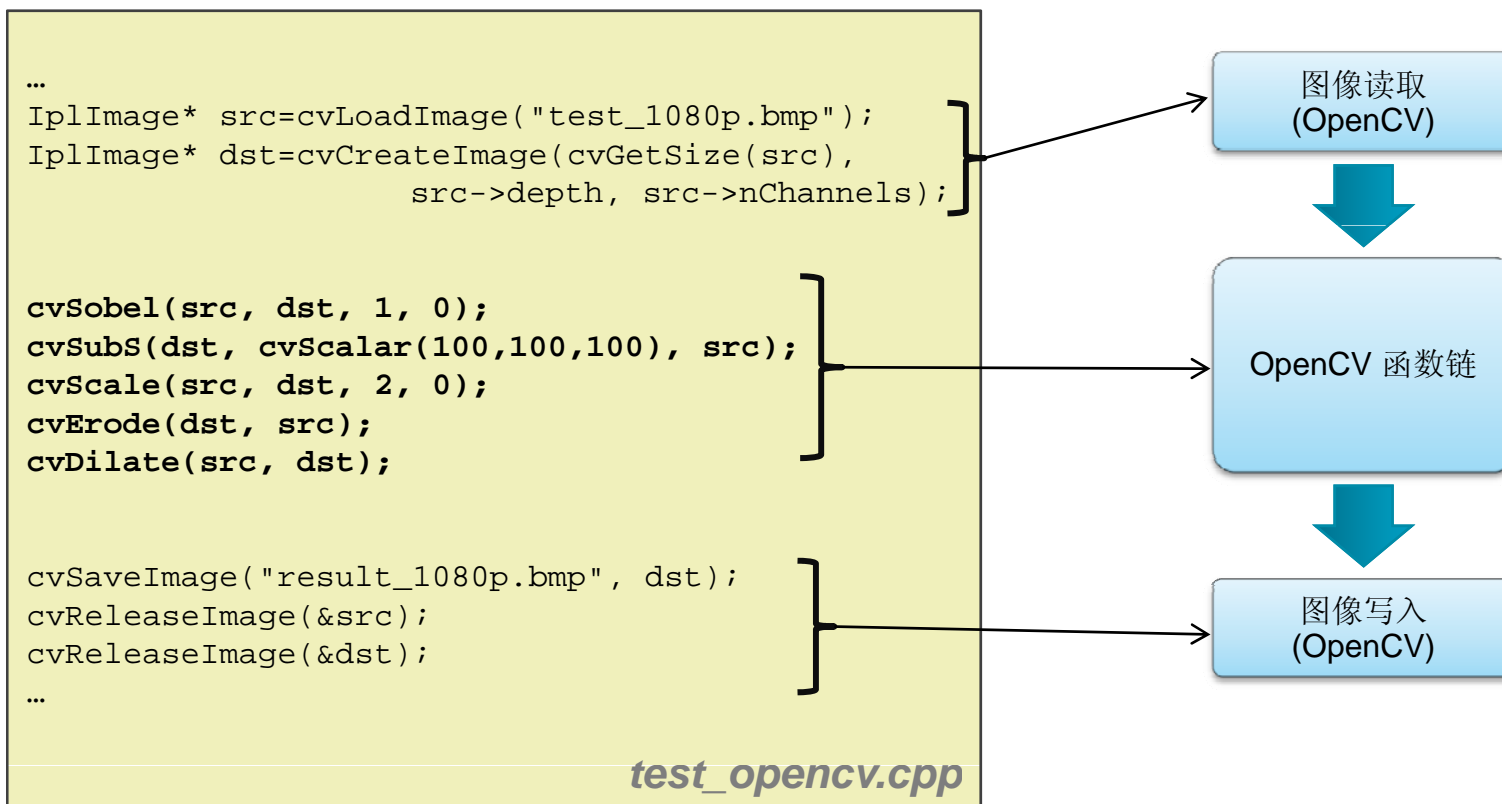 …
IplImage* src=cvLoadImage("test_1080p.bmp");
IplImage* dst=cvCreateImage(cvGetSize(src),
src->depth, src->nChannels);
cvSobel(src, dst, 1, 0);
cvSubS(dst, cvScalar(100,100,100), src);
cvScale(src, dst, 2, 0);
cvErode(dst, src);
cvDilate(src, dst);
cvSaveImage("result_1080p.bmp", dst);
cvReleaseImage(&src);
cvReleaseImage(&dst);
…
test_opencv.cpp
图像读取
(OpenCV)
OpenCV 函数链
图像写入
(OpenCV)